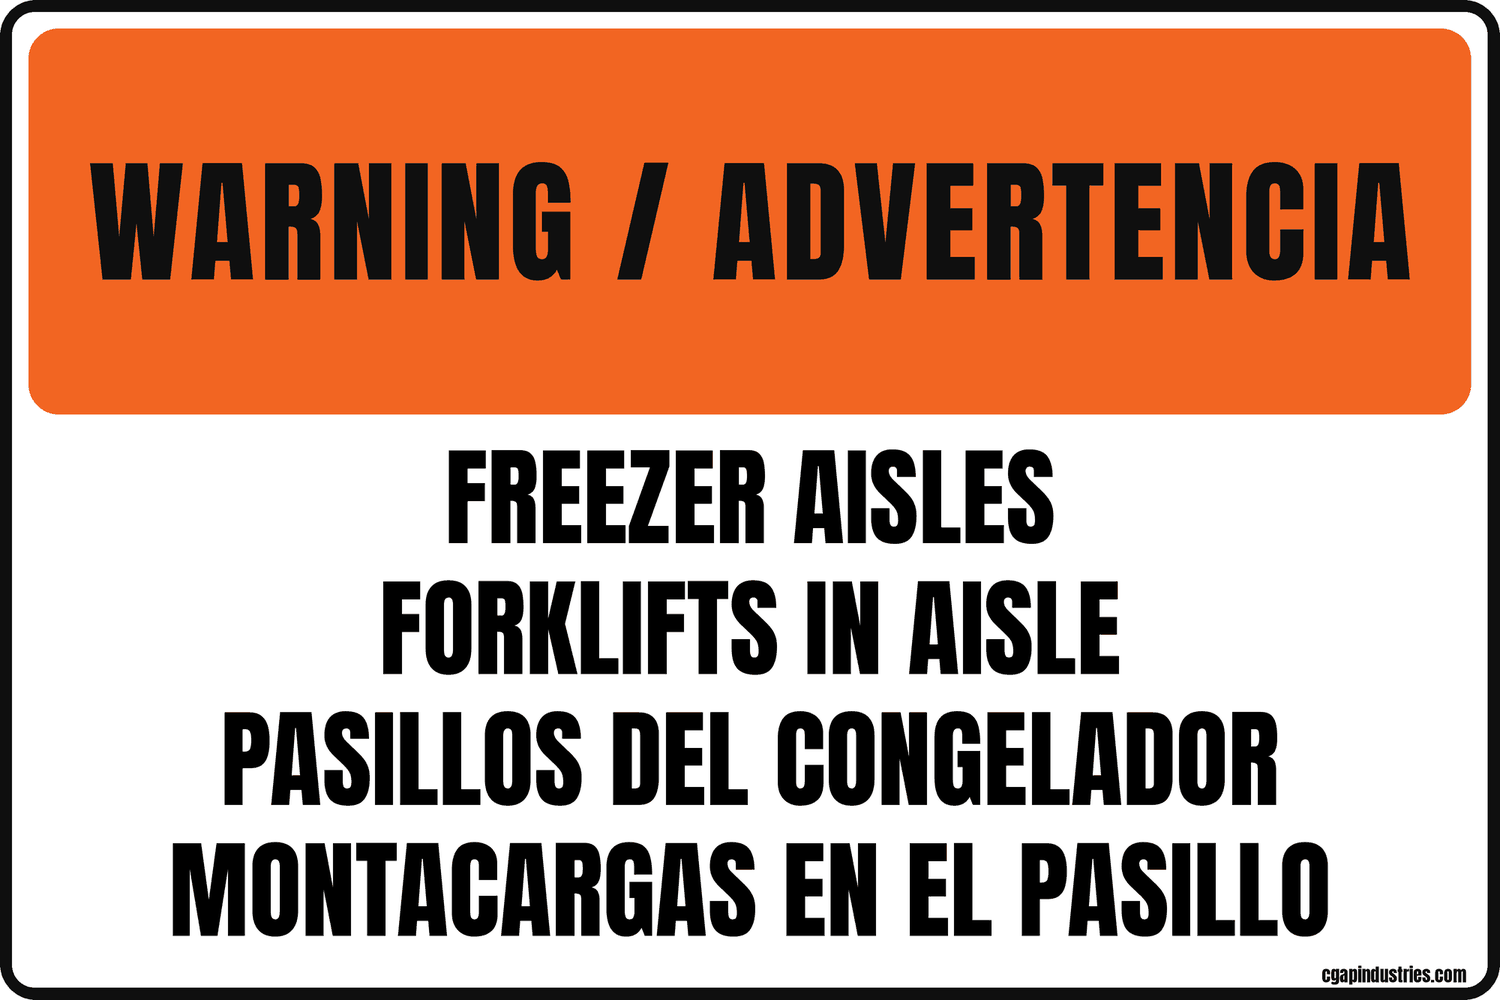 WARNING / ADVERTENCIA
FREEZER AISLES
FORKLIFTS IN AISLE
PASILLOS DEL CONGELADOR
MONTACARGAS EN EL PASILLO
cgapindustries.com